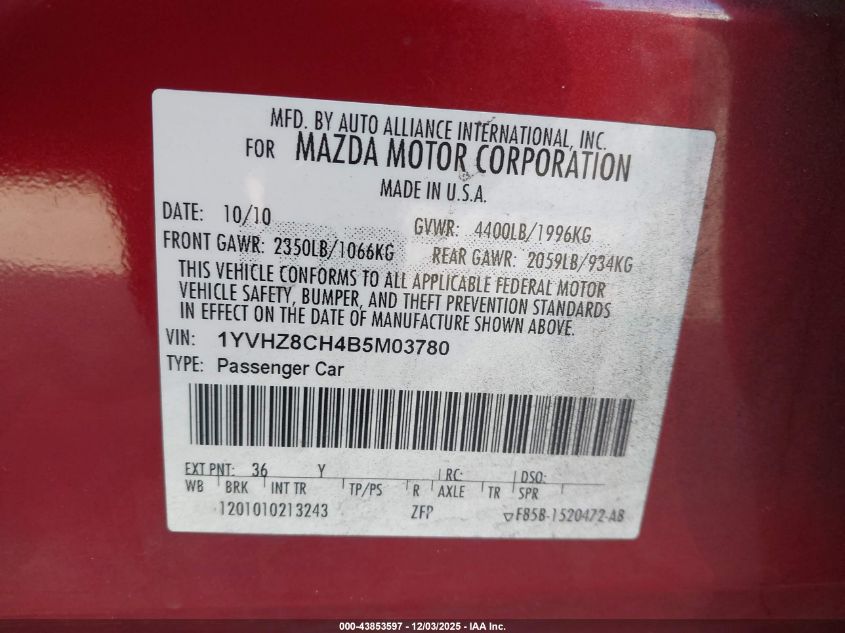 MFD. BY AUTO ALLIANCE INTERNATIONAL, INC.
FOR MAZDA MOTOR CORPORATION
MADE IN U.S.A.
DATE: 10/10 GVWR: 4400LB/1996KG
FRONT GAWR: 2350LB/1066KG REAR GAWR: 2059LB/934KG
THIS VEHICLE CONFORMS TO ALL APPLICABLE FEDERAL MOTOR
VEHICLE SAFETY, BUMPER, AND THEFT PREVENTION STANDARDS
IN EFFECT ON THE DATE OF MANUFACTURE SHOWN ABOVE.
VIN: 1YVHZ8CH4B5M03780
TYPE: Passenger Car
EXT PNT: 36 Y RC: DSO:
WB BRK INT TR TP/PS R AXLE TR SPR
1201010213243 ZFP F85B-1520472-AB
000-43853597 - 12/03/2025 - IAA Inc.